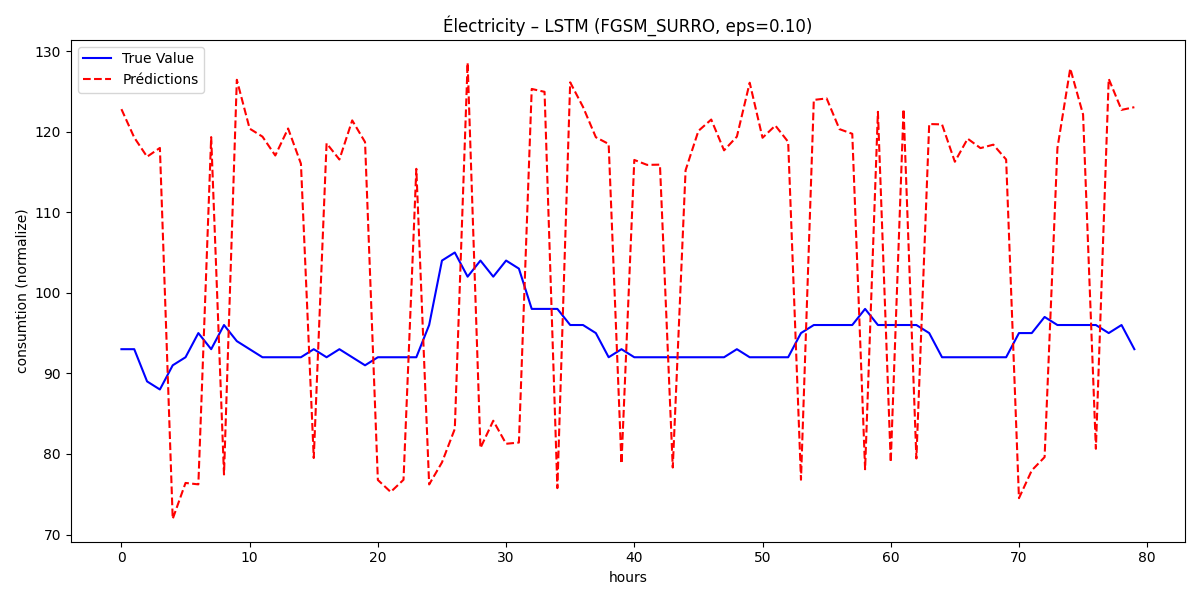 Électricity – LSTM (FGSM_SURRO, eps=0.10)
True Value
Prédictions
consumtion (normalize)
130
120
110
100
90
80
70
0 10 20 30 40 50 60 70 80
hours